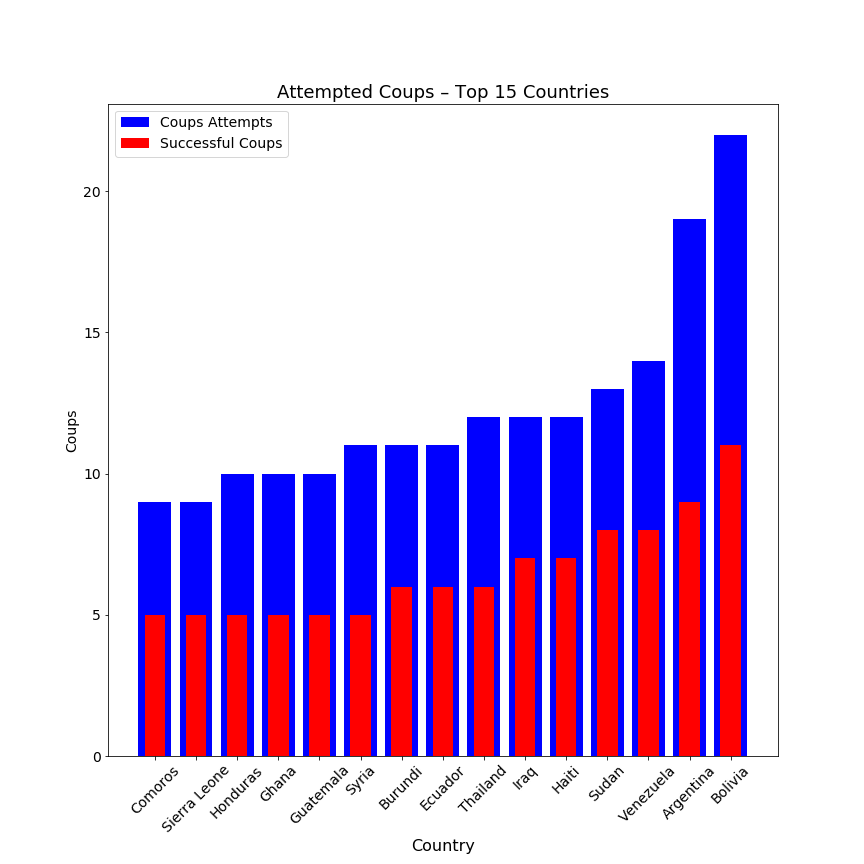 Attempted Coups – Top 15 Countries
Coups Attempts
Successful Coups
Coups
20
15
10
5
0
Comoros
Sierra Leone
Honduras
Ghana
Guatemala
Syria
Burundi
Ecuador
Thailand
Iraq
Haiti
Sudan
Venezuela
Argentina
Bolivia
Country